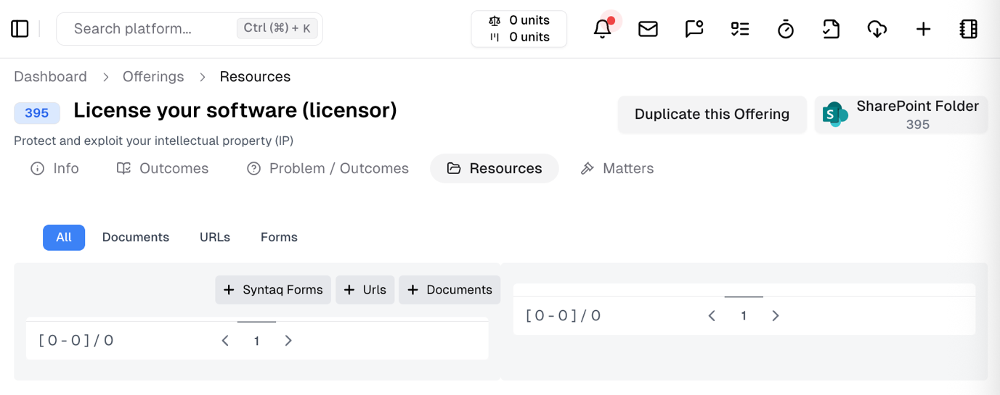 Search platform... Ctrl (⌘) + K
0 units
0 units
Dashboard > Offerings > Resources
395 License your software (licensor)
Duplicate this Offering
SharePoint Folder
395
Protect and exploit your intellectual property (IP)
Info Outcomes Problem / Outcomes Resources Matters
All Documents URLs Forms
+ Syntaq Forms + Urls + Documents
[ 0 - 0 ] / 0 < 1 >
[ 0 - 0 ] / 0 < 1 >